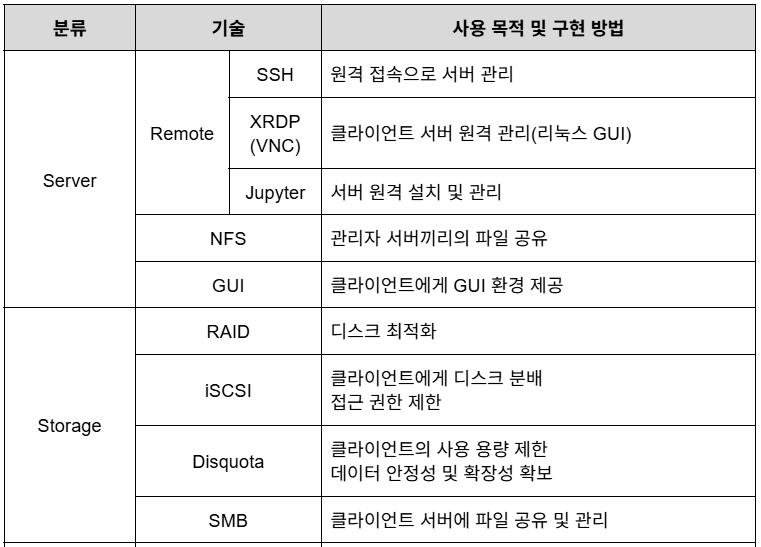 분류 기술 사용 목적 및 구현 방법
Server
Remote
SSH
원격 접속으로 서버 관리
XRDP
(VNC)
클라이언트 서버 원격 관리(리눅스 GUI)
Jupyter
서버 원격 설치 및 관리
NFS
관리자 서버끼리의 파일 공유
GUI
클라이언트에게 GUI 환경 제공
Storage
RAID
디스크 최적화
iSCSI
클라이언트에게 디스크 분배
접근 권한 제한
Disquota
클라이언트의 사용 용량 제한
데이터 안정성 및 확장성 확보
SMB
클라이언트 서버에 파일 공유 및 관리